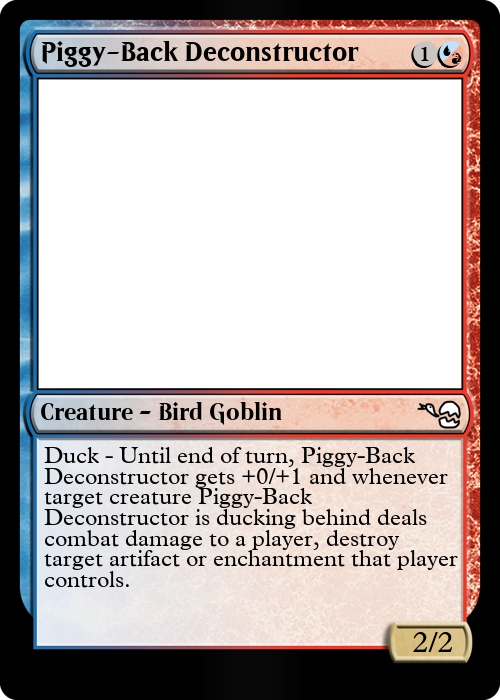 Piggy-Back Deconstructor 1
Creature - Bird Goblin
Duck - Until end of turn, Piggy-Back
Deconstructor gets +0/+1 and whenever
target creature Piggy-Back
Deconstructor is ducking behind deals
combat damage to a player, destroy
target artifact or enchantment that player
controls.
2/2